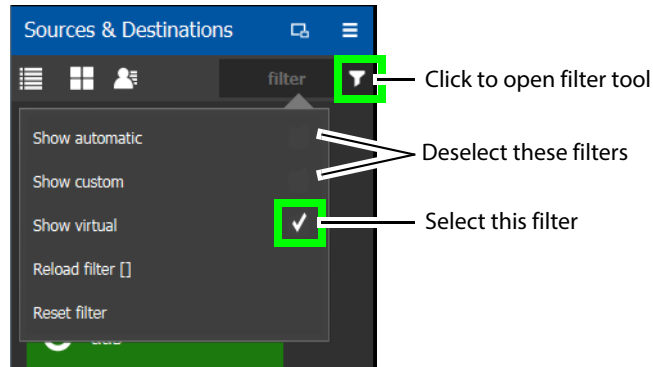 Sources & Destinations
filter
Click to open filter tool
Show automatic
Deselect these filters
Show custom
Show virtual
Select this filter
Reload filter []
Reset filter